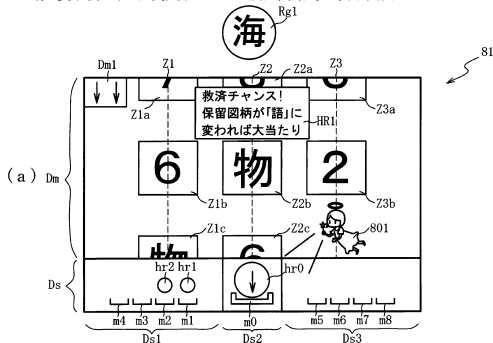 海
Rg1
Dm1
Z1
Z2
Z2a
Z3
81
Z1a
救済チャンス!
保留図柄が「語」に
変われば大当たり
HR1
Z3a
(a)
Dm
6
物
2
Z1b
Z2b
Z3b
Z1c
Z2c
801
Ds
hr2
hr1
hr0
m4
m3
m2
m1
m0
m5
m6
m7
m8
Ds1
Ds2
Ds3